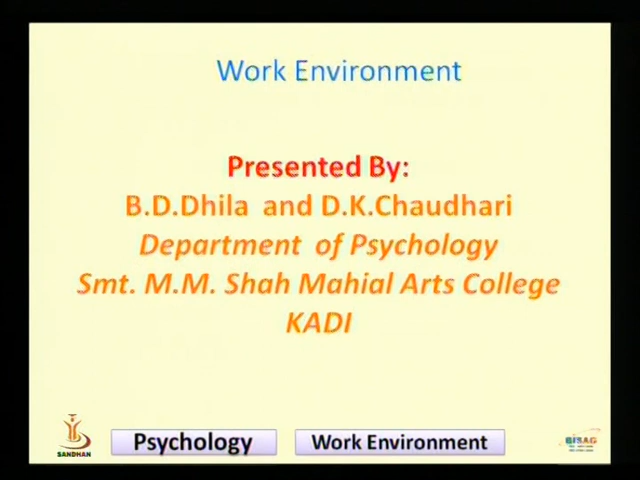 Work Environment
Presented By:
B.D.Dhila and D.K.Chaudhari
Department of Psychology
Smt. M.M. Shah Mahial Arts College
KADI
SANDHAN
Psychology
Work Environment
BISAG